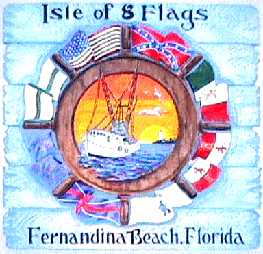 Isle of 8 Flags
Fernandina Beach, Florida